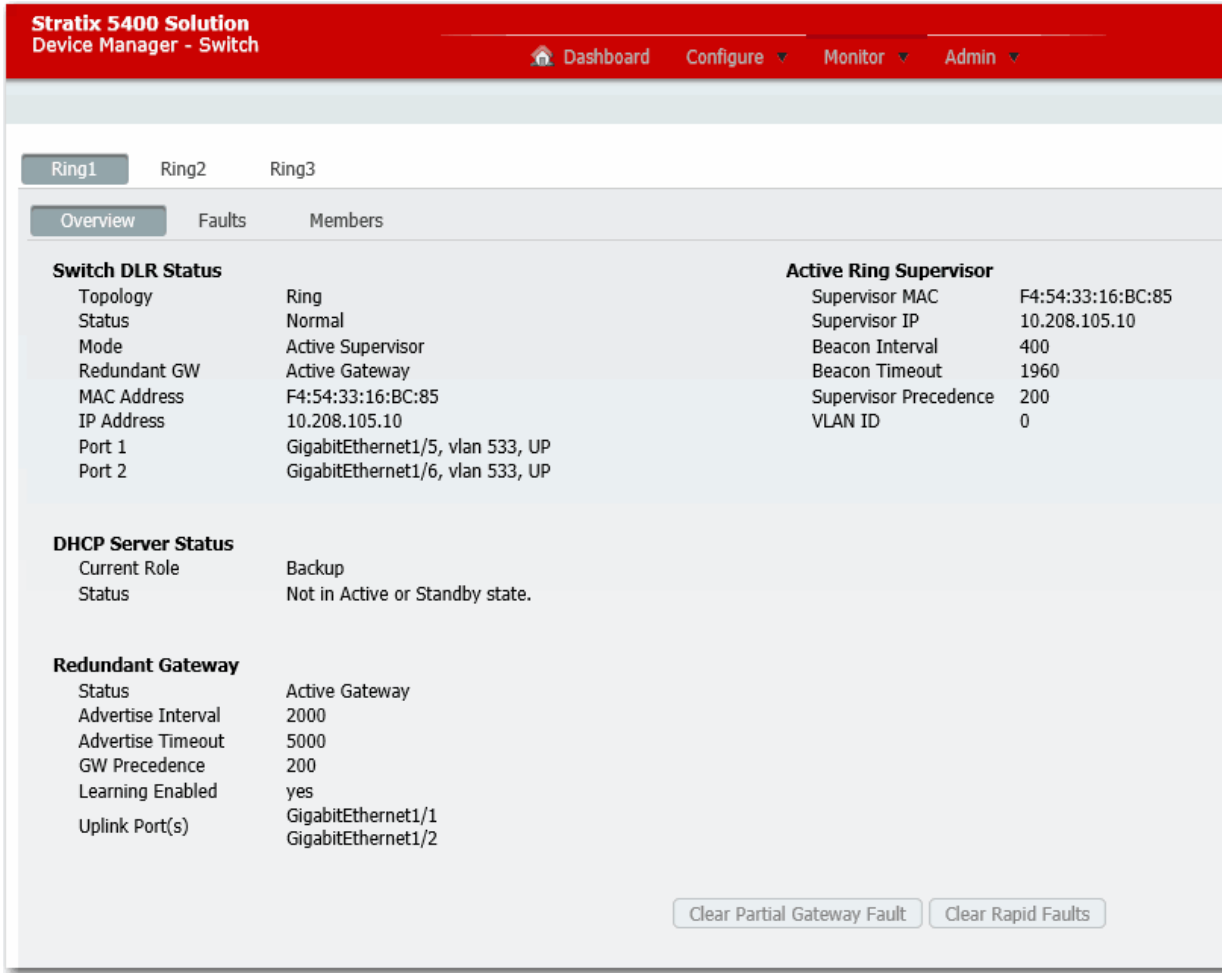 Stratix 5400 Solution
Device Manager - Switch
Dashboard Configure Monitor Admin
Ring1 Ring2 Ring3
Overview Faults Members
Switch DLR Status
Topology Ring
Status Normal
Mode Active Supervisor
Redundant GW Active Gateway
MAC Address F4:54:33:16:BC:85
IP Address 10.208.105.10
Port 1 GigabitEthernet1/5, vlan 533, UP
Port 2 GigabitEthernet1/6, vlan 533, UP
Active Ring Supervisor
Supervisor MAC F4:54:33:16:BC:85
Supervisor IP 10.208.105.10
Beacon Interval 400
Beacon Timeout 1960
Supervisor Precedence 200
VLAN ID 0
DHCP Server Status
Current Role Backup
Status Not in Active or Standby state.
Redundant Gateway
Status Active Gateway
Advertise Interval 2000
Advertise Timeout 5000
GW Precedence 200
Learning Enabled yes
Uplink Port(s) GigabitEthernet1/1
GigabitEthernet1/2
Clear Partial Gateway Fault Clear Rapid Faults